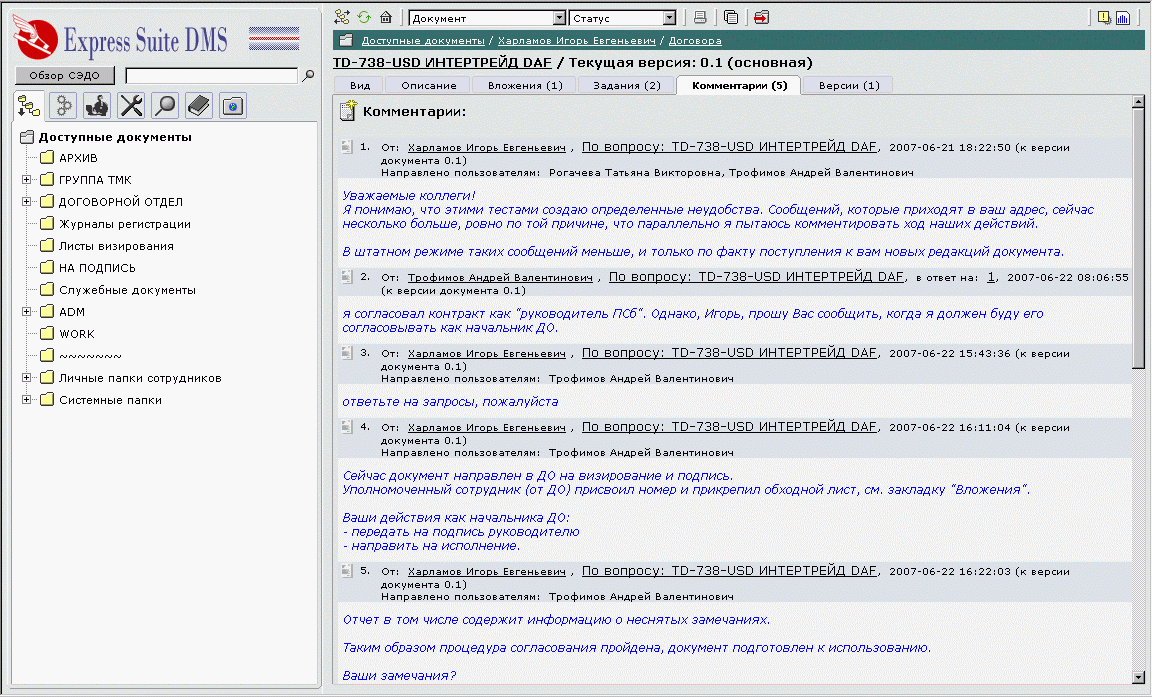 Express Suite DMS
Обзор СЭДО
Доступные документы
АРХИВ
ГРУППА ТМК
ДОГОВОРНОЙ ОТДЕЛ
Журналы регистрации
Листы визирования
НА ПОДПИСЬ
Служебные документы
ADM
WORK
~~~~~~~
Личные папки сотрудников
Системные папки
Документ Статус
Доступные документы / Харламов Игорь Евгеньевич / Договора
TD-738-USD ИНТЕРТРЕЙД DAF / Текущая версия: 0.1 (основная)
Вид Описание Вложения (1) Задания (2) Комментарии (5) Версии (1)
Комментарии:
1. От: Харламов Игорь Евгеньевич , По вопросу: TD-738-USD ИНТЕРТРЕЙД DAF, 2007-06-21 18:22:50 (к версии
документа 0.1)
Направлено пользователям: Рогачева Татьяна Викторовна, Трофимов Андрей Валентинович
Уважаемые коллеги!
Я понимаю, что этими тестами создаю определенные неудобства. Сообщений, которые приходят в ваш адрес, сейчас
несколько больше, ровно по той причине, что параллельно я пытаюсь комментировать ход наших действий.
В штатном режиме таких сообщений меньше, и только по факту поступления к вам новых редакций документа.
2. От: Трофимов Андрей Валентинович , По вопросу: TD-738-USD ИНТЕРТРЕЙД DAF, в ответ на: 1, 2007-06-22 08:06:55
(к версии документа 0.1)
я согласовал контракт как "руководитель ПСб". Однако, Игорь, прошу Вас сообщить, когда я должен буду его
согласовывать как начальник ДО.
3. От: Харламов Игорь Евгеньевич , По вопросу: TD-738-USD ИНТЕРТРЕЙД DAF, 2007-06-22 15:43:36 (к версии
документа 0.1)
Направлено пользователям: Трофимов Андрей Валентинович
ответьте на запросы, пожалуйста
4. От: Харламов Игорь Евгеньевич , По вопросу: TD-738-USD ИНТЕРТРЕЙД DAF, 2007-06-22 16:11:04 (к версии
документа 0.1)
Направлено пользователям: Трофимов Андрей Валентинович
Сейчас документ направлен в ДО на визирование и подпись.
Уполномоченный сотрудник (от ДО) присвоил номер и прикрепил обходной лист, см. закладку "Вложения".
Ваши действия как начальника ДО:
- передать на подпись руководителю
- направить на исполнение.
5. От: Харламов Игорь Евгеньевич , По вопросу: TD-738-USD ИНТЕРТРЕЙД DAF, 2007-06-22 16:22:03 (к версии
документа 0.1)
Направлено пользователям: Трофимов Андрей Валентинович
Отчет в том числе содержит информацию о неснятых замечаниях.
Таким образом процедура согласования пройдена, документ подготовлен к использованию.
Ваши замечания?